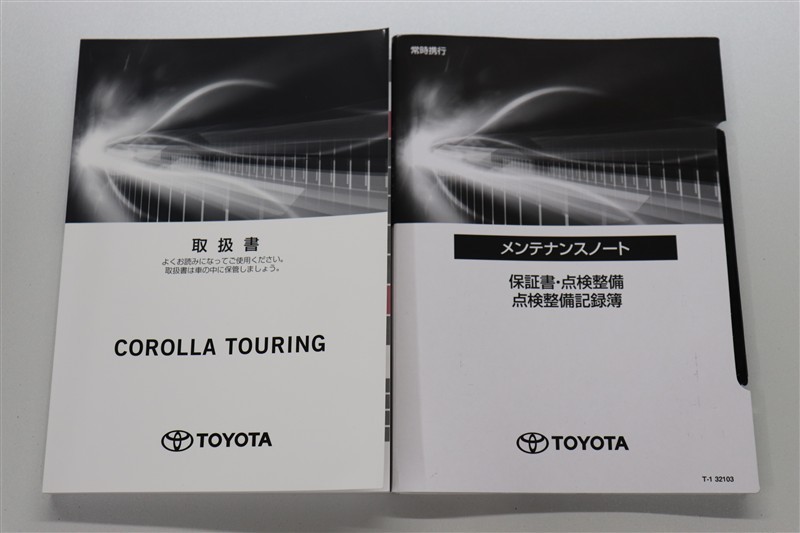 取扱書
よくお読みになってご使用ください。
取扱書は車の中に保管しましょう。
COROLLA TOURING
TOYOTA
常時携行
メンテナンスノート
保証書・点検整備
点検整備記録簿
TOYOTA
T-1 32103